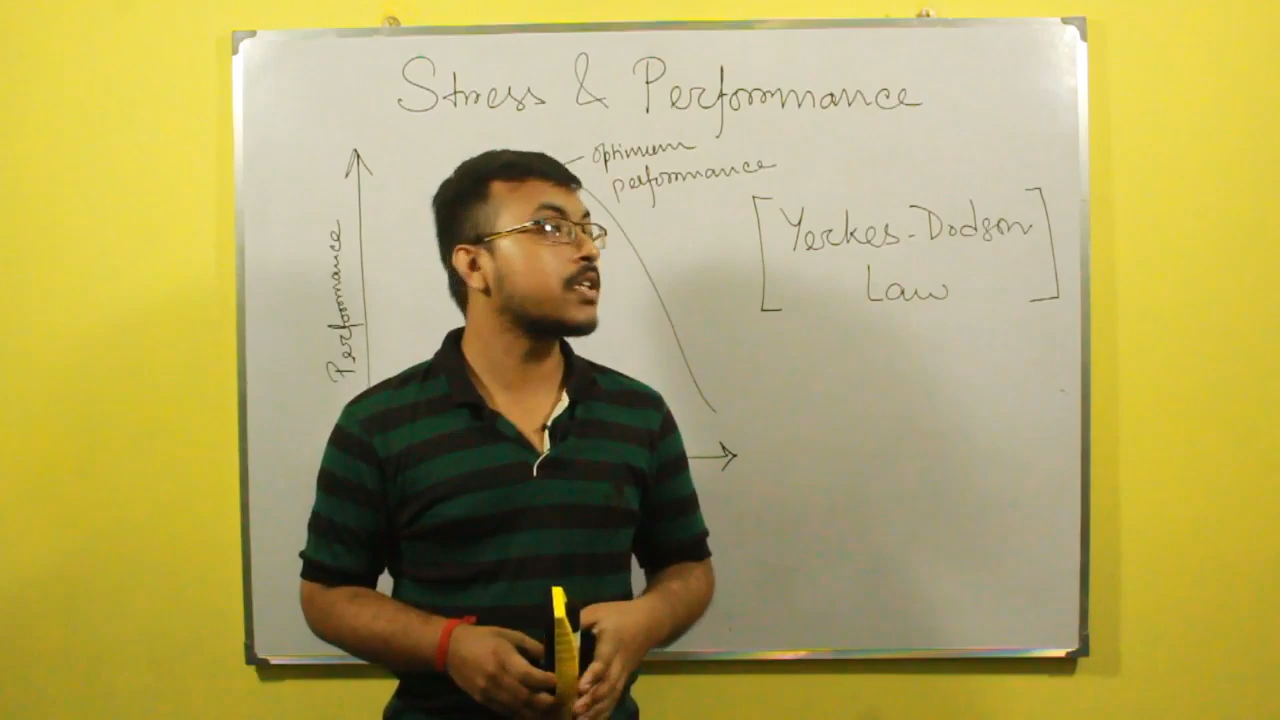 Stress & Performance
optimum
performance
Performance
[Yerkes-Dodson
Law]